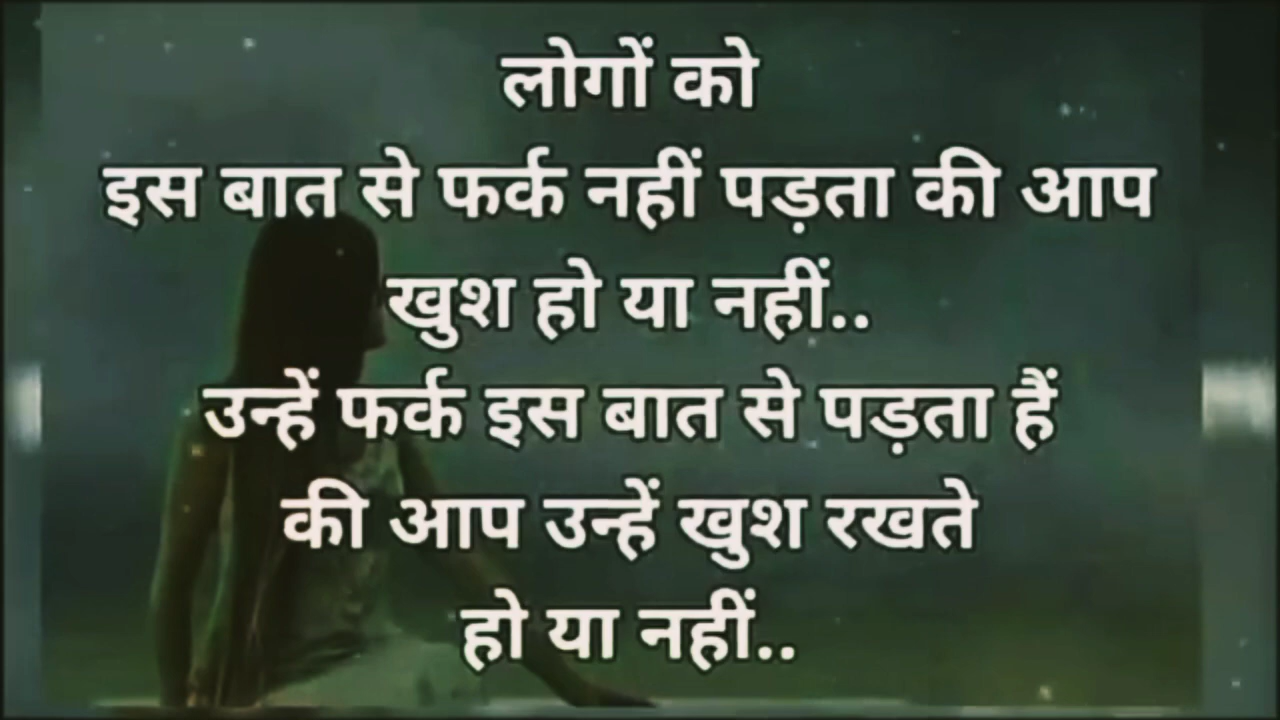 लोगों को
इस बात से फर्क नहीं पड़ता की आप
खुश हो या नहीं..
उन्हें फर्क इस बात से पड़ता हैं
की आप उन्हें खुश रखते
हो या नहीं..